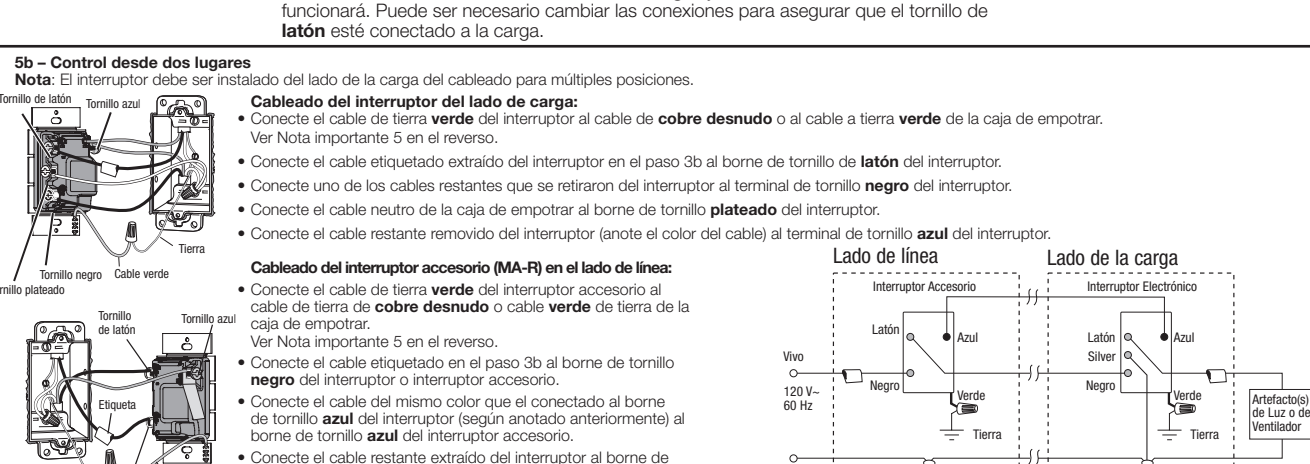 funcionará. Puede ser necesario cambiar las conexiones para asegurar que el tornillo de
latón esté conectado a la carga.
5b – Control desde dos lugares
Nota: El interruptor debe ser instalado del lado de la carga del cableado para múltiples posiciones.
Tornillo de latón
Tornillo azul
Tierra
Tornillo negro
Cable verde
rnillo plateado
Cableado del interruptor del lado de carga:
• Conecte el cable de tierra verde del interruptor al cable de cobre desnudo o al cable a tierra verde de la caja de empotrar.
Ver Nota importante 5 en el reverso.
• Conecte el cable etiquetado extraído del interruptor en el paso 3b al borne de tornillo de latón del interruptor.
• Conecte uno de los cables restantes que se retiraron del interruptor al terminal de tornillo negro del interruptor.
• Conecte el cable neutro de la caja de empotrar al borne de tornillo plateado del interruptor.
• Conecte el cable restante removido del interruptor (anote el color del cable) al terminal de tornillo azul del interruptor.
Tornillo
de latón
Tornillo azul
Etiqueta
Cableado del interruptor accesorio (MA-R) en el lado de línea:
• Conecte el cable de tierra verde del interruptor accesorio al
cable de tierra de cobre desnudo o cable verde de tierra de la
caja de empotrar.
Ver Nota importante 5 en el reverso.
• Conecte el cable etiquetado en el paso 3b al borne de tornillo
negro del interruptor o interruptor accesorio.
• Conecte el cable del mismo color que el conectado al borne
de tornillo azul del interruptor (según anotado anteriormente) al
borne de tornillo azul del interruptor accesorio.
• Conecte el cable restante extraído del interruptor al borne de
Lado de línea
Lado de la carga
Interruptor Accesorio
Interruptor Electrónico
Latón
Azul
Latón
Azul
Silver
Vivo
Negro
Negro
120 V~
60 Hz
Verde
Verde
Tierra
Tierra
Artefacto(s)
de Luz o de
Ventilador